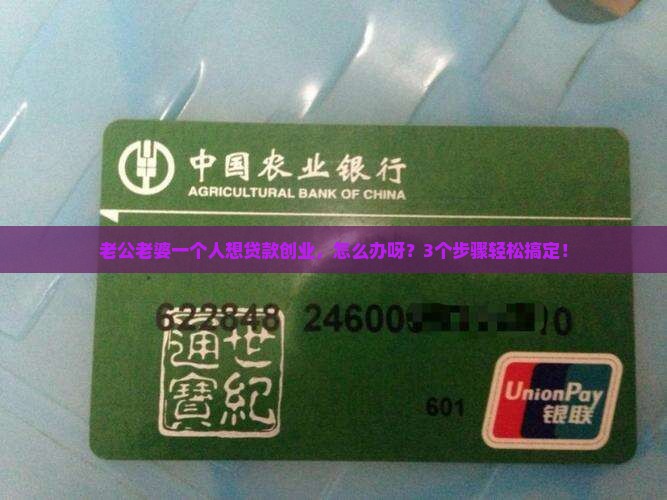 中国农业银行
AGRICULTURAL BANK OF CHINA
老公老婆一个人想贷款创业，怎么办呀？3个步骤轻松搞定！
622848 24600 0
世紀
通寶
601
UnionPay
银联